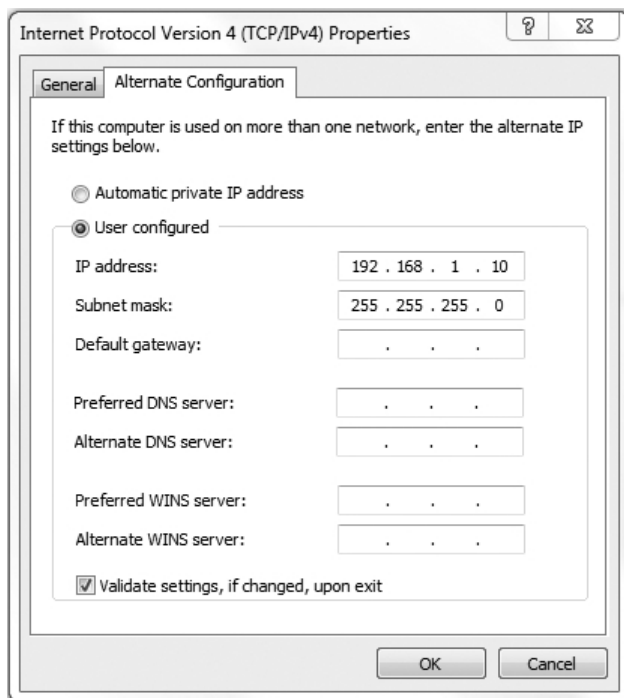 Internet Protocol Version 4 (TCP/IPv4) Properties
General
Alternate Configuration
If this computer is used on more than one network, enter the alternate IP
settings below.
Automatic private IP address
User configured
IP address: 192 . 168 . 1 . 10
Subnet mask: 255 . 255 . 255 . 0
Default gateway: . . .
Preferred DNS server: . . .
Alternate DNS server: . . .
Preferred WINS server: . . .
Alternate WINS server: . . .
Validate settings, if changed, upon exit
OK
Cancel